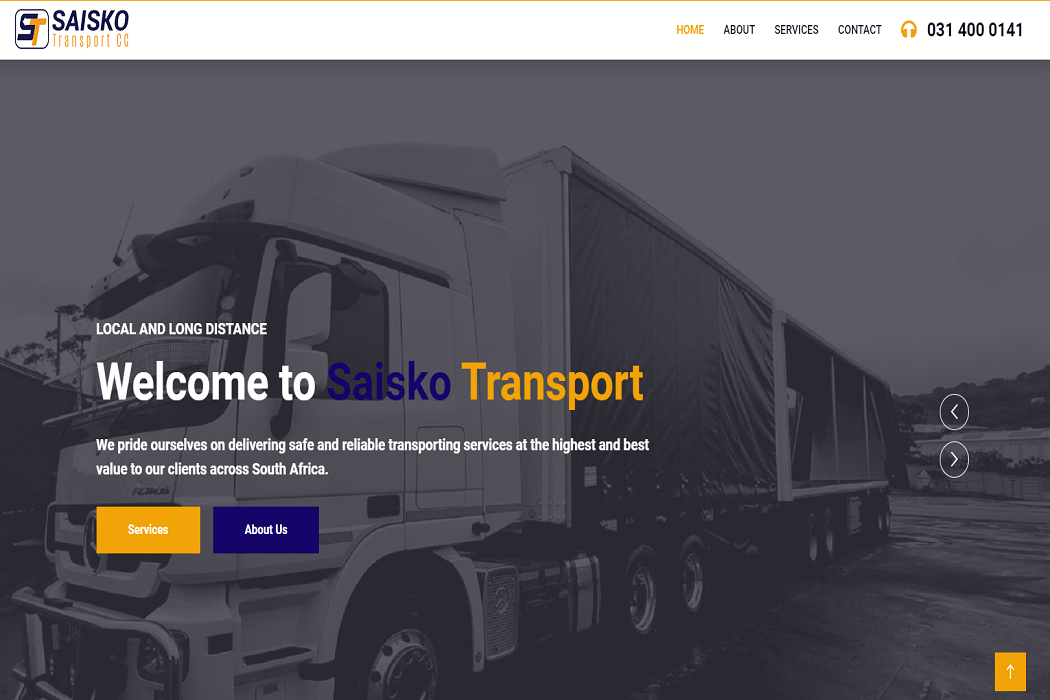 ST SAISKO
Transport CC
HOME ABOUT SERVICES CONTACT 031 400 0141
LOCAL AND LONG DISTANCE
Welcome to Saisko Transport
We pride ourselves on delivering safe and reliable transporting services at the highest and best
value to our clients across South Africa.
Services About Us